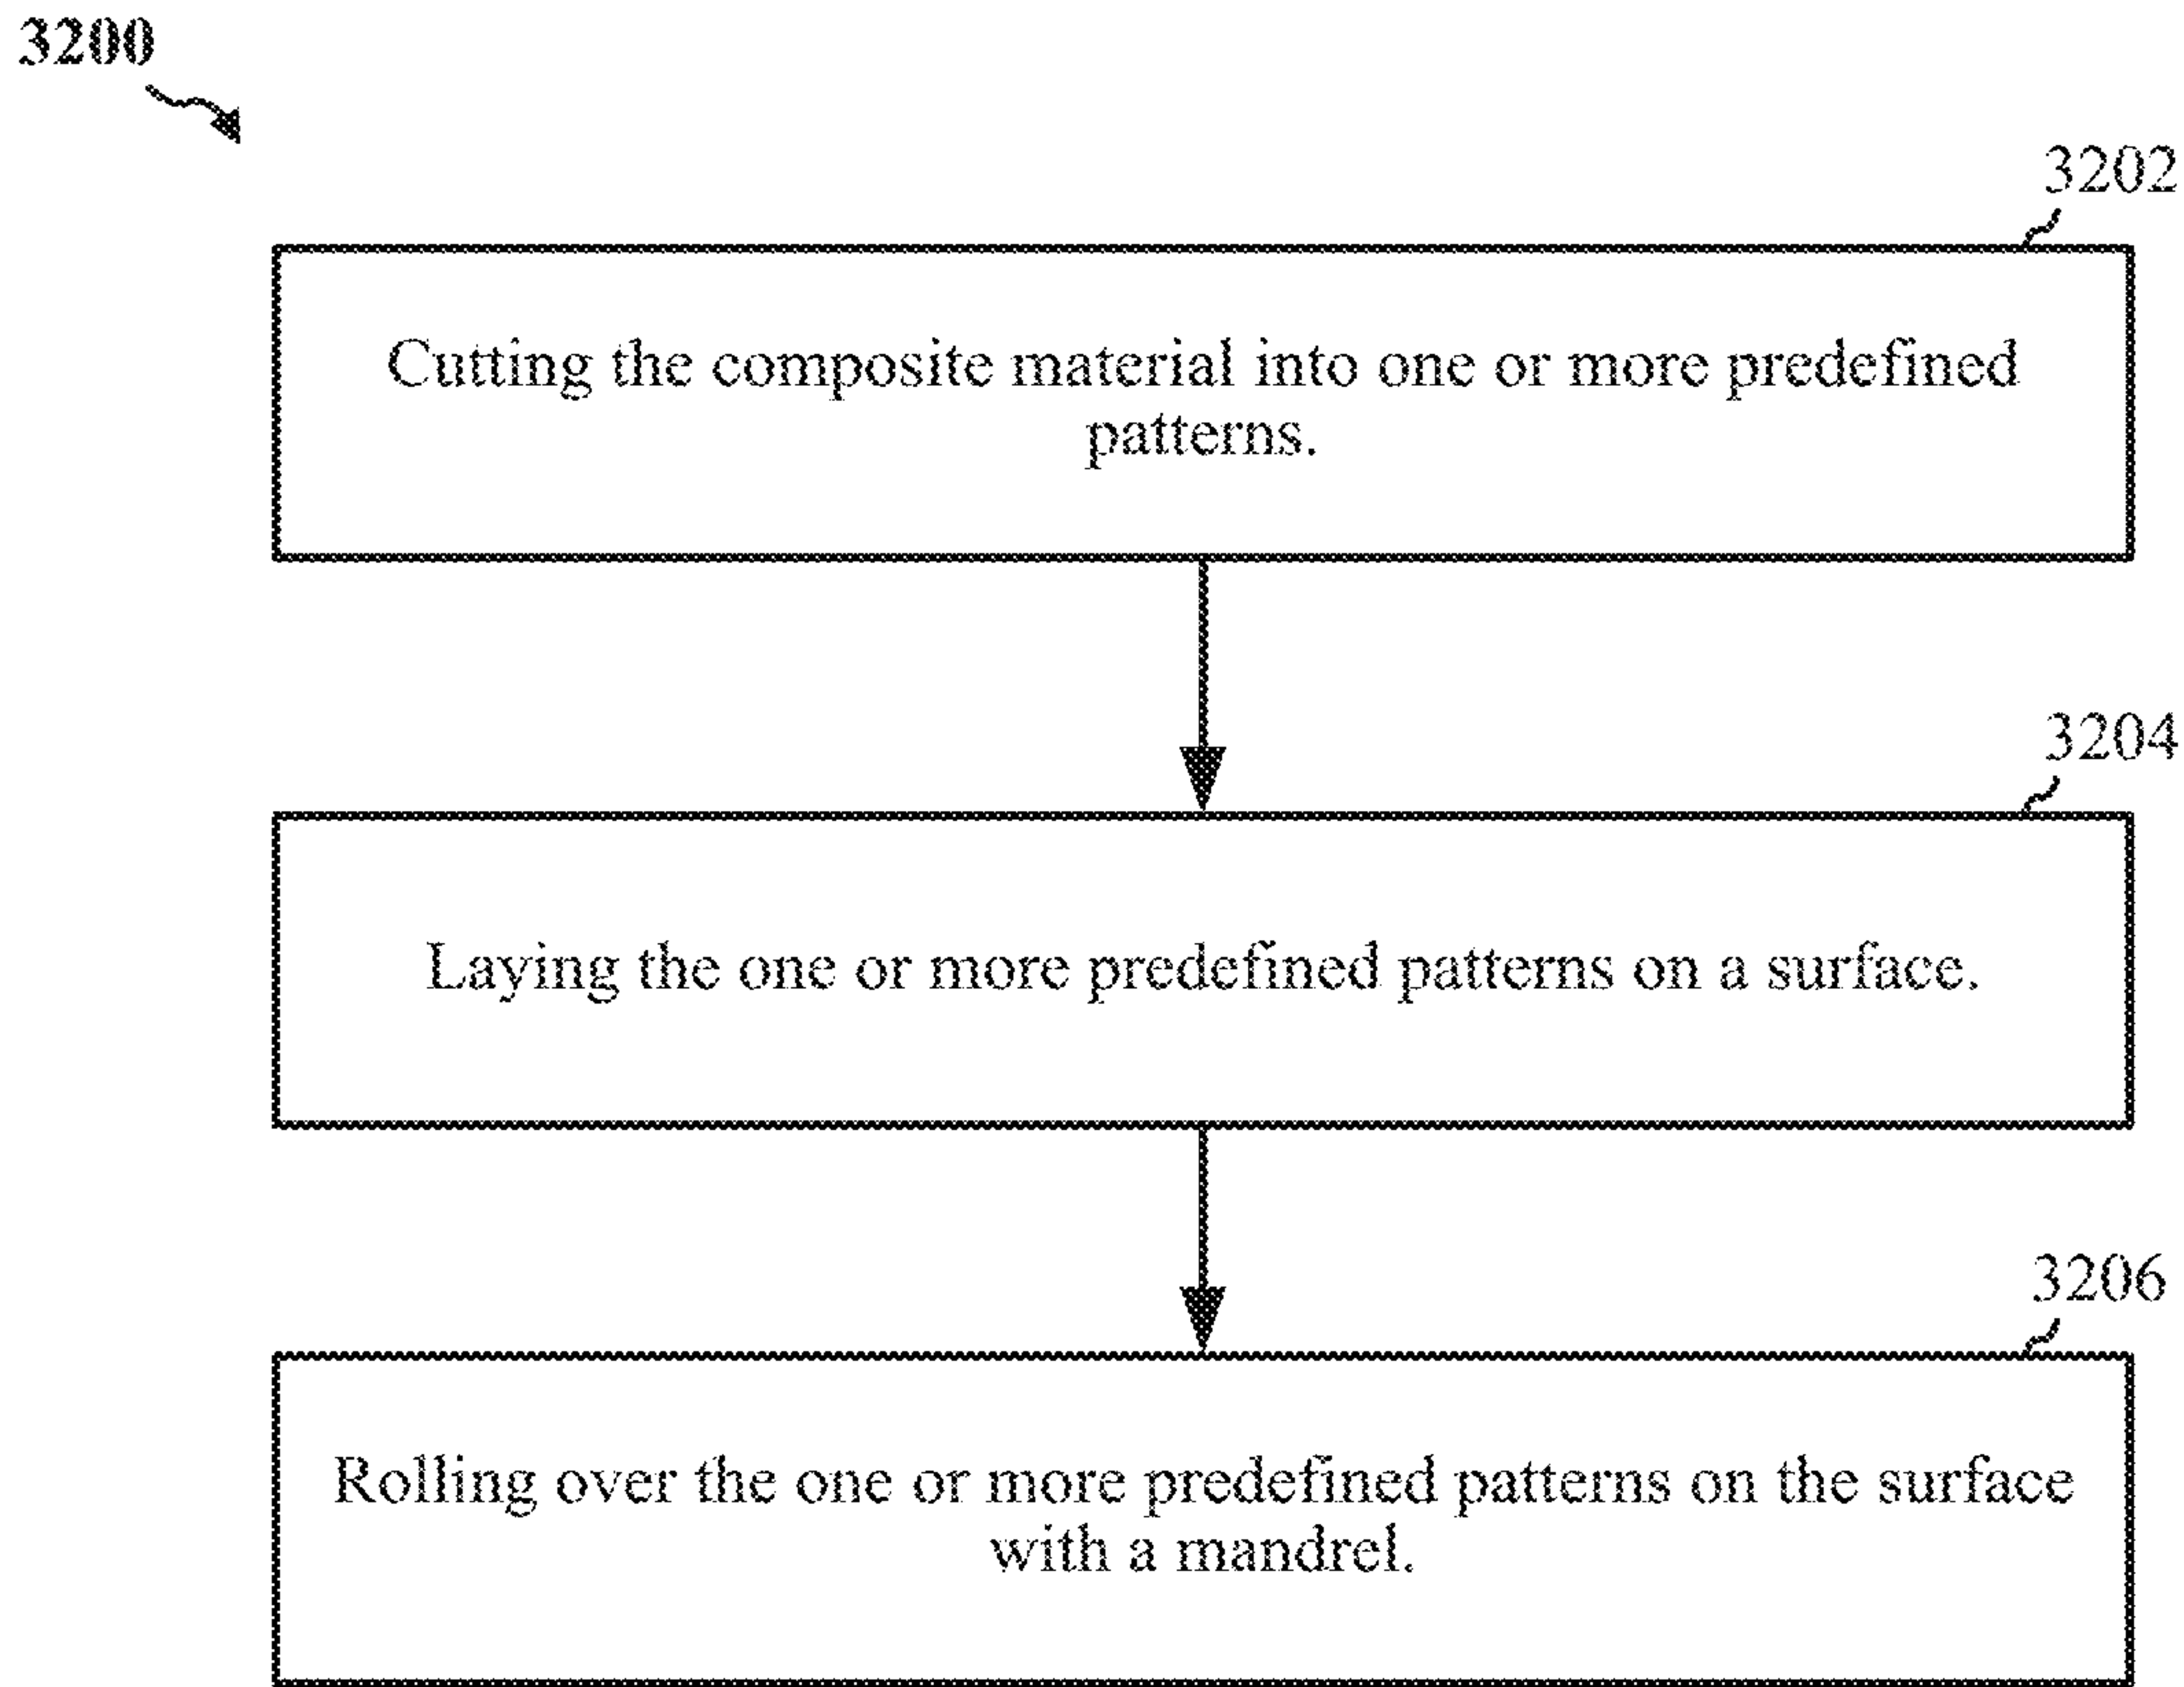 3200
3202
Cutting the composite material into one or more predefined
patterns.
3204
Laying the one or more predefined patterns on a surface.
3206
Rolling over the one or more predefined patterns on the surface
with a mandrel.